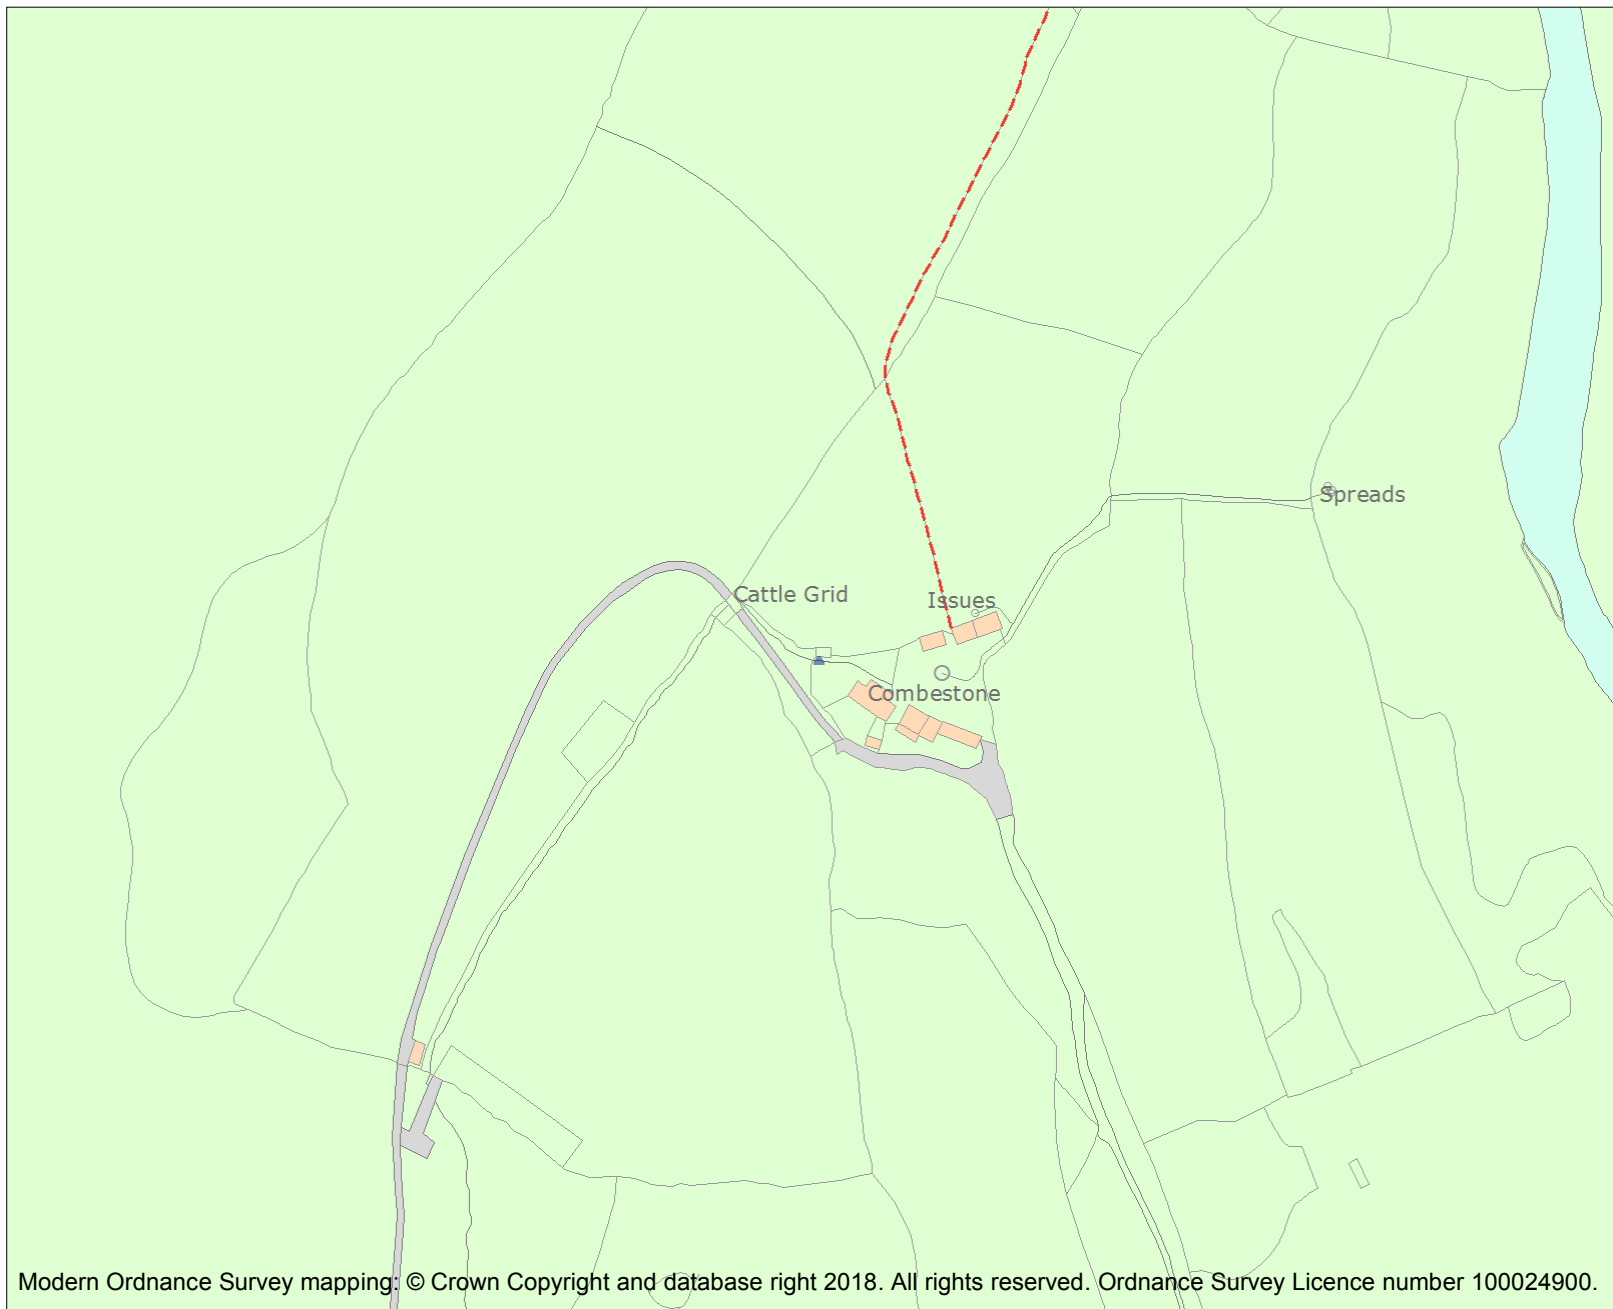 Spreads
Cattle Grid
Issues
Combestone
Modern Ordnance Survey mapping: © Crown Copyright and database right 2018. All rights reserved. Ordnance Survey Licence number 100024900.